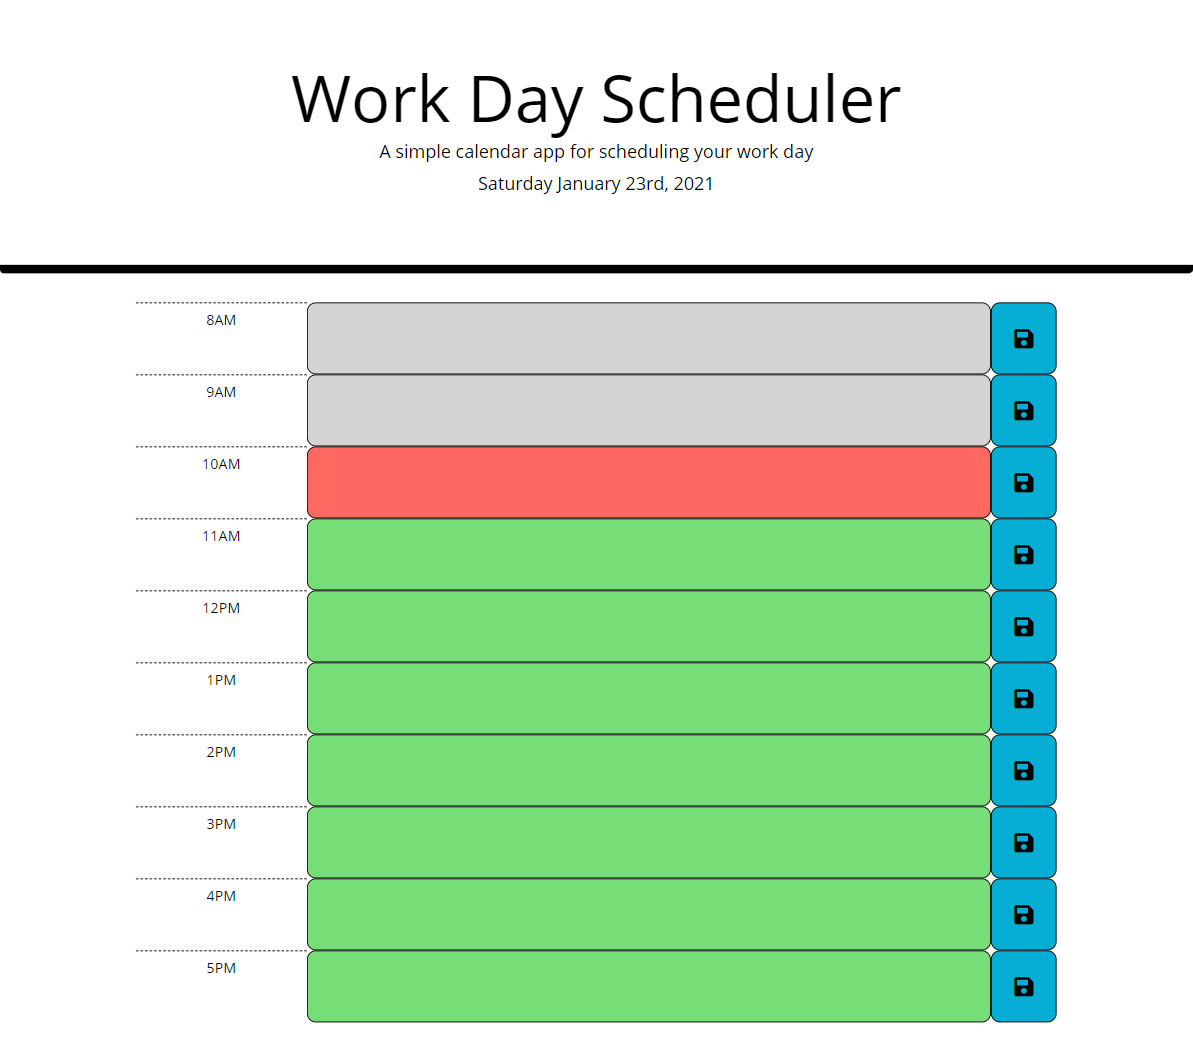 Work Day Scheduler
A simple calendar app for scheduling your work day
Saturday January 23rd, 2021
8AM
9AM
10AM
11AM
12PM
1PM
2PM
3PM
4PM
5PM